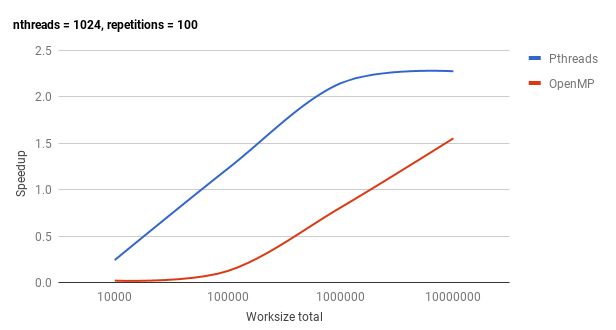 nthreads = 1024, repetitions = 100
2.5
2.0
1.5
1.0
0.5
0.0
Speedup
10000 100000 1000000 10000000
Worksize total
Pthreads
OpenMP